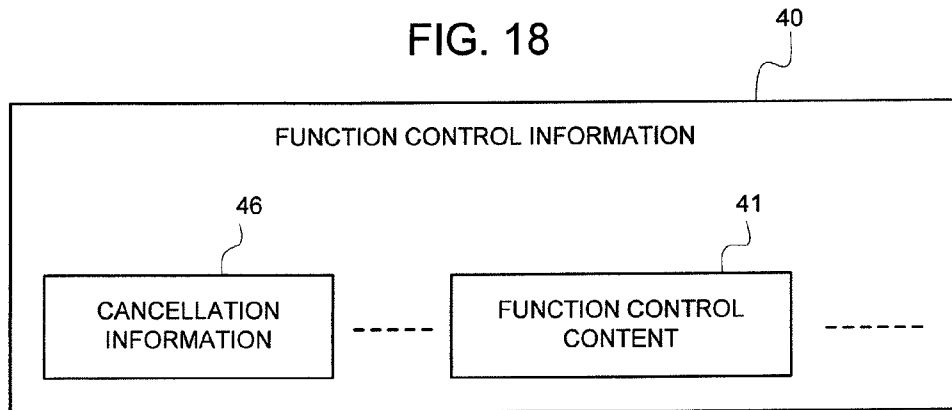 FIG. 18
40
FUNCTION CONTROL INFORMATION
46
41
CANCELLATION
INFORMATION
FUNCTION CONTROL
CONTENT